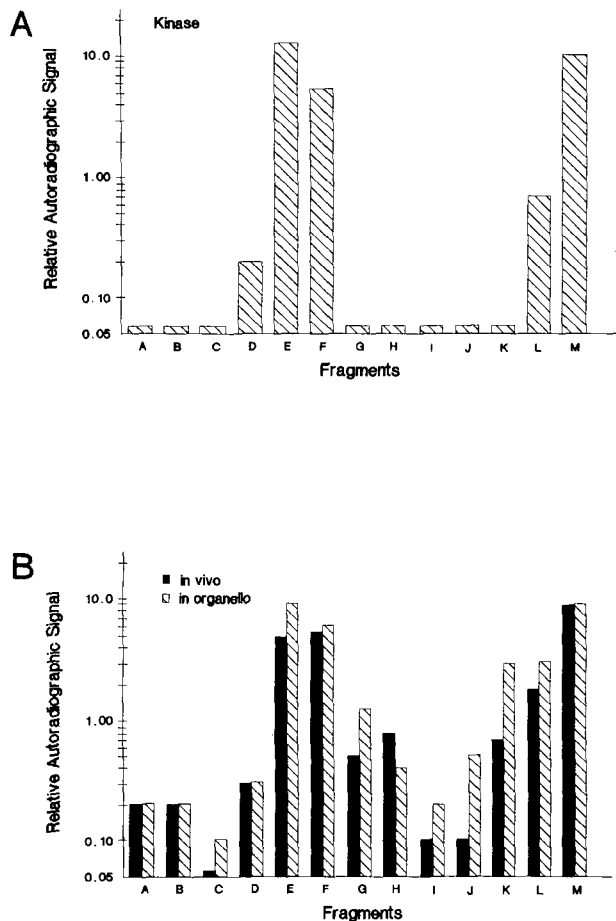 A
Kinase
Relative Autoradiographic Signal
10.0
1.00
0.10
0.05
A B C D E F G H I J K L M
Fragments
B
in vivo
in organello
Relative Autoradiographic Signal
10.0
1.00
0.10
0.05
A B C D E F G H I J K L M
Fragments